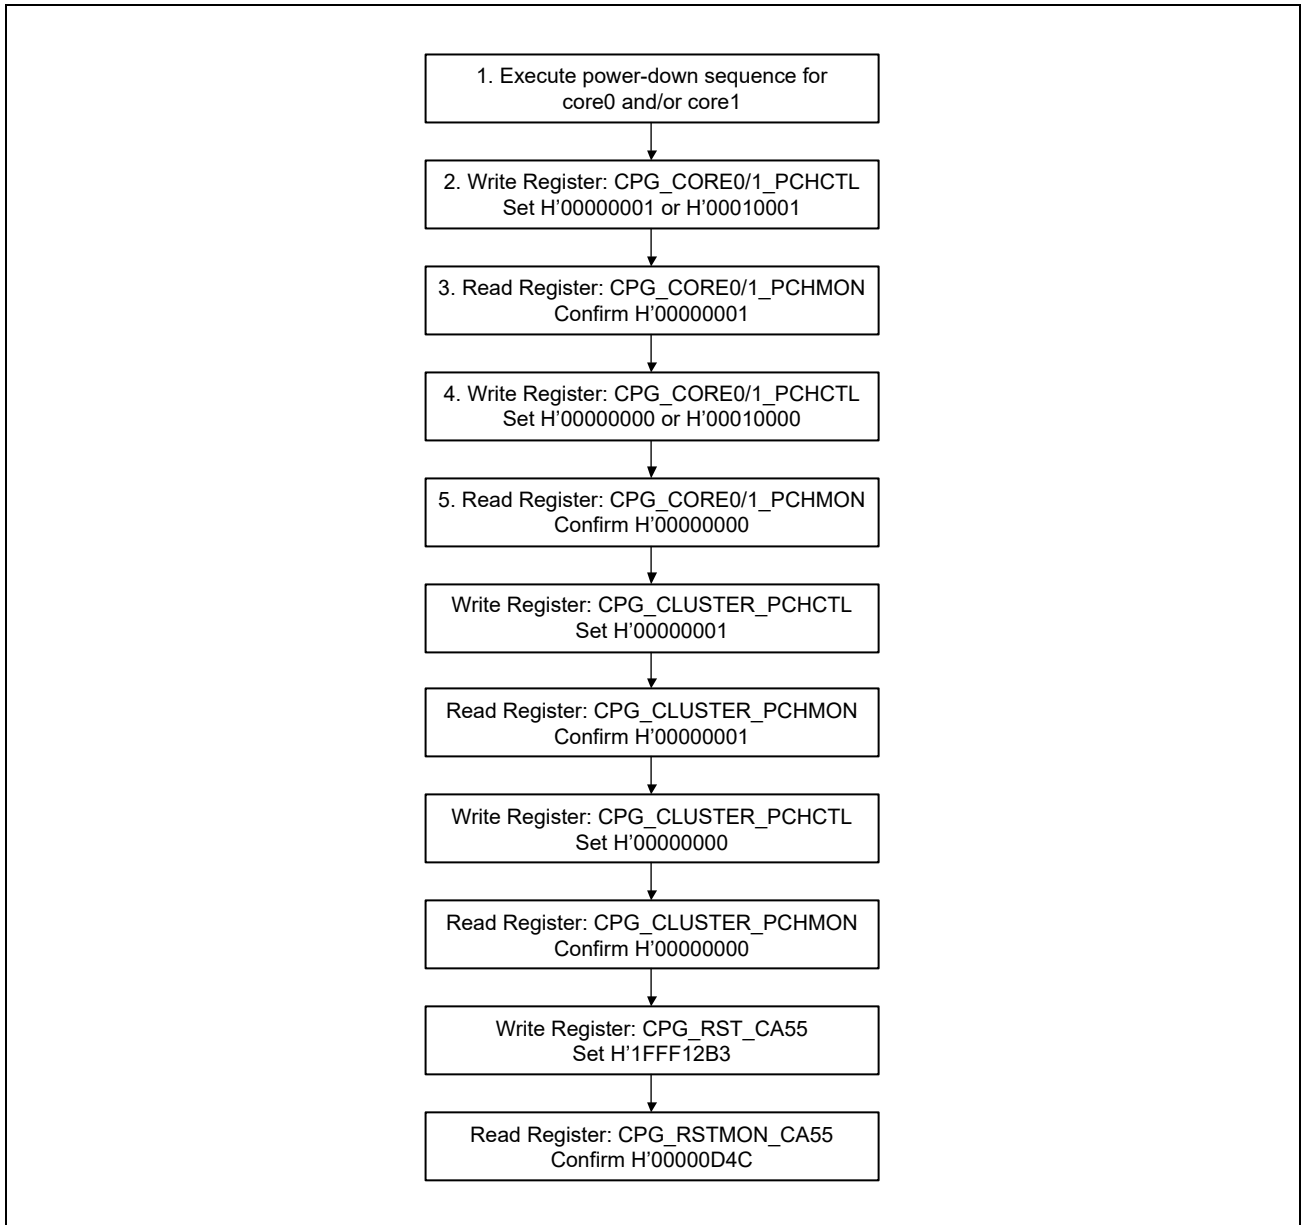 1. Execute power-down sequence for
core0 and/or core1
2. Write Register: CPG_CORE0/1_PCHCTL
Set H’00000001 or H’00010001
3. Read Register: CPG_CORE0/1_PCHMON
Confirm H’00000001
4. Write Register: CPG_CORE0/1_PCHCTL
Set H’00000000 or H’00010000
5. Read Register: CPG_CORE0/1_PCHMON
Confirm H’00000000
Write Register: CPG_CLUSTER_PCHCTL
Set H’00000001
Read Register: CPG_CLUSTER_PCHMON
Confirm H’00000001
Write Register: CPG_CLUSTER_PCHCTL
Set H’00000000
Read Register: CPG_CLUSTER_PCHMON
Confirm H’00000000
Write Register: CPG_RST_CA55
Set H’1FFF12B3
Read Register: CPG_RSTMON_CA55
Confirm H’00000D4C